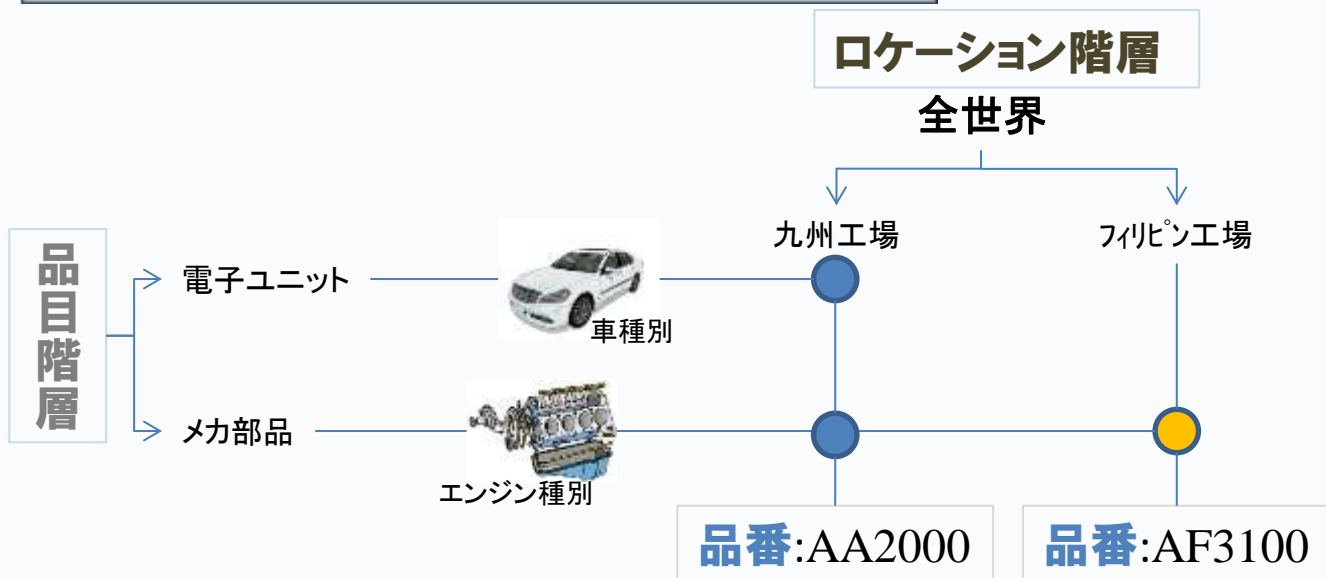 ロケーション階層
全世界
九州工場
フィリピン工場
品目階層
電子ユニット
車種別
メカ部品
エンジン種別
品番:AA2000
品番:AF3100